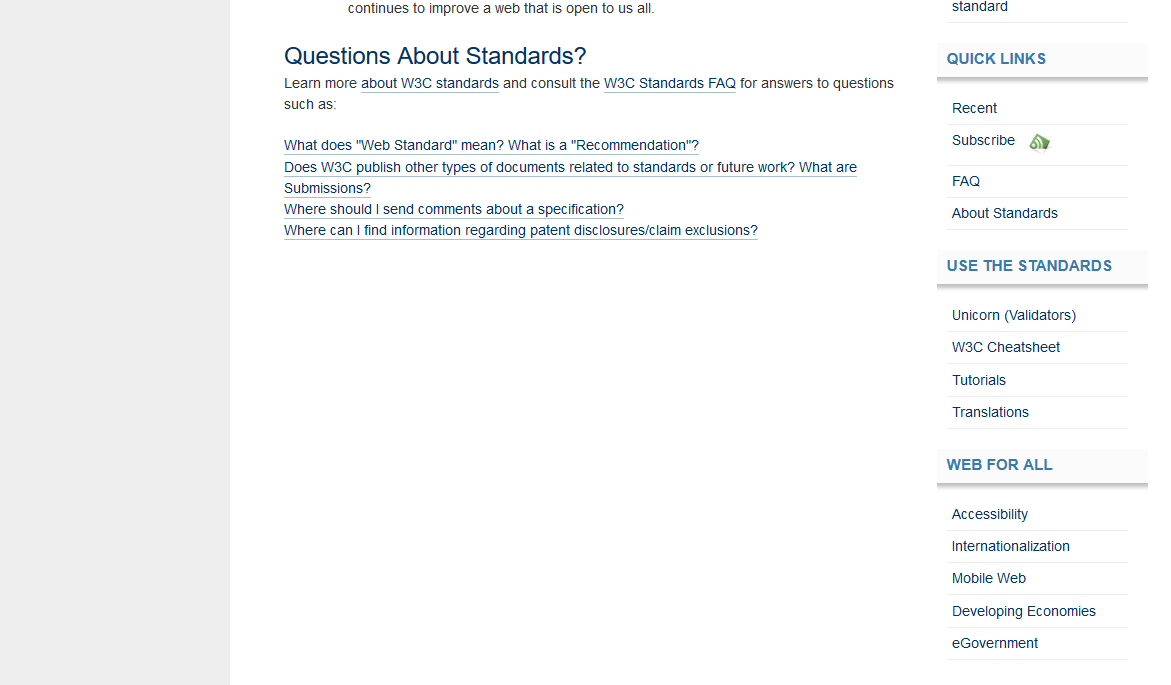 continues to improve a web that is open to us all.
Questions About Standards?
Learn more about W3C standards and consult the W3C Standards FAQ for answers to questions
such as:
What does "Web Standard" mean? What is a "Recommendation"?
Does W3C publish other types of documents related to standards or future work? What are
Submissions?
Where should I send comments about a specification?
Where can I find information regarding patent disclosures/claim exclusions?
standard
QUICK LINKS
Recent
Subscribe
FAQ
About Standards
USE THE STANDARDS
Unicorn (Validators)
W3C Cheatsheet
Tutorials
Translations
WEB FOR ALL
Accessibility
Internationalization
Mobile Web
Developing Economies
eGovernment